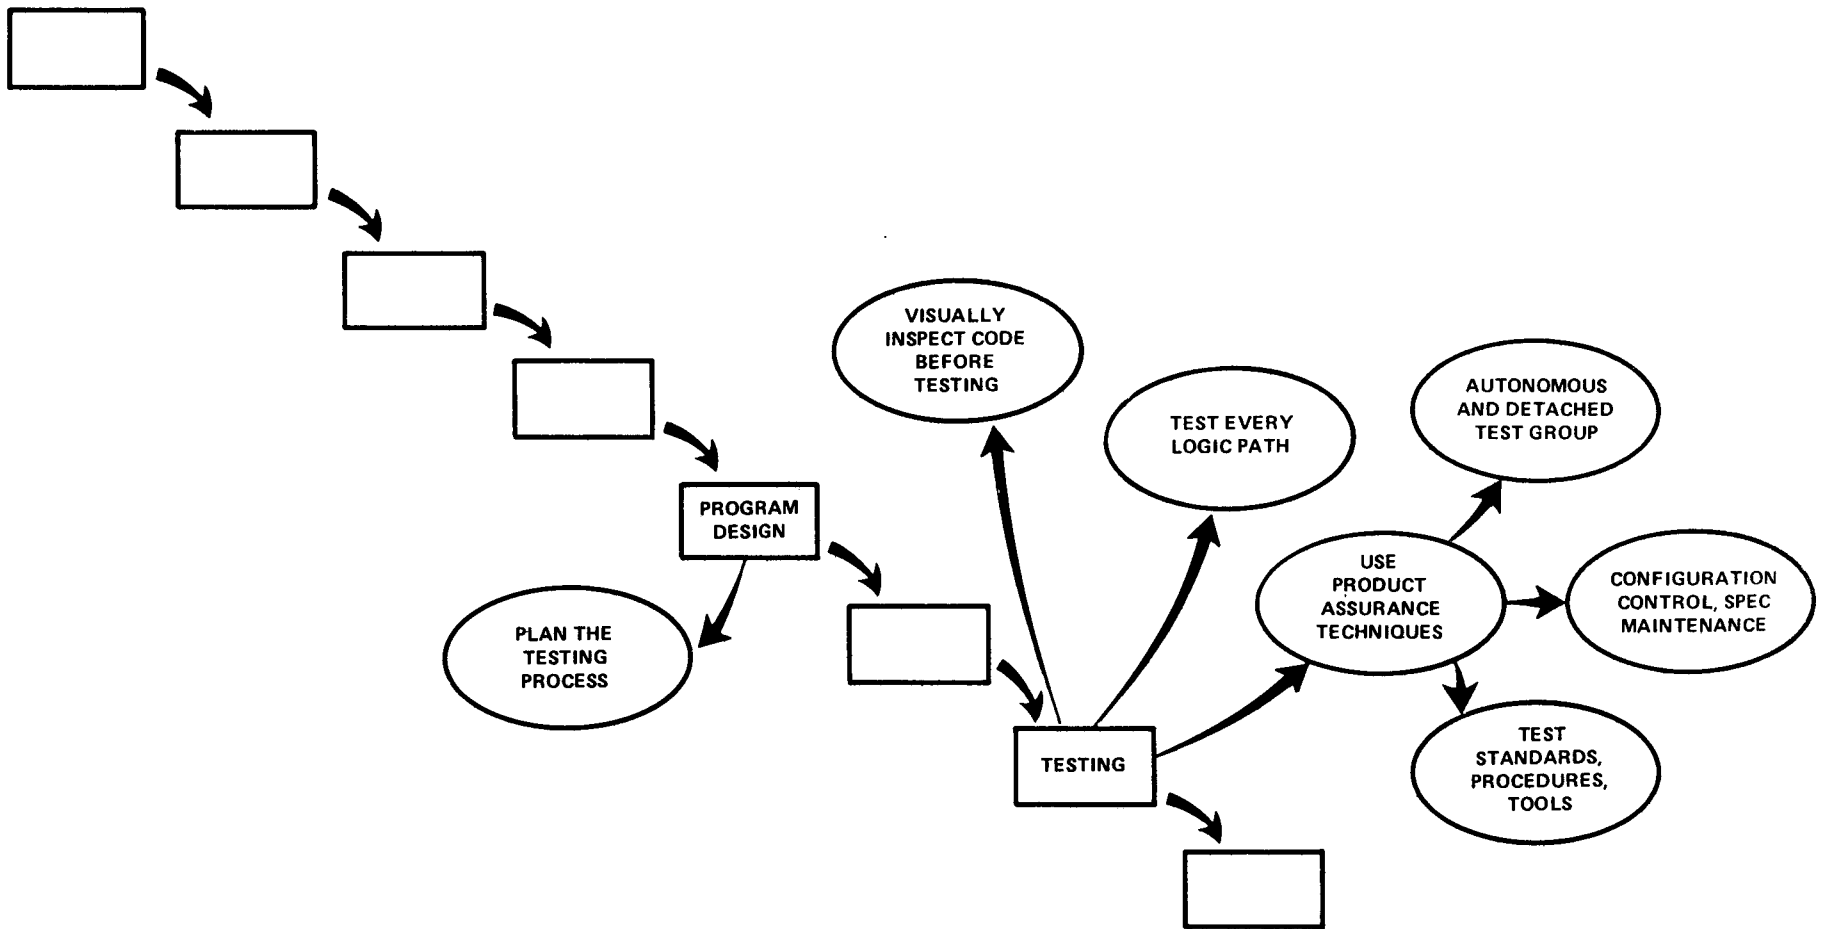 VISUALLY
INSPECT CODE
BEFORE
TESTING
TEST EVERY
LOGIC PATH
AUTONOMOUS
AND DETACHED
TEST GROUP
PROGRAM
DESIGN
USE
PRODUCT
ASSURANCE
TECHNIQUES
CONFIGURATION
CONTROL, SPEC
MAINTENANCE
PLAN THE
TESTING
PROCESS
TESTING
TEST
STANDARDS,
PROCEDURES,
TOOLS